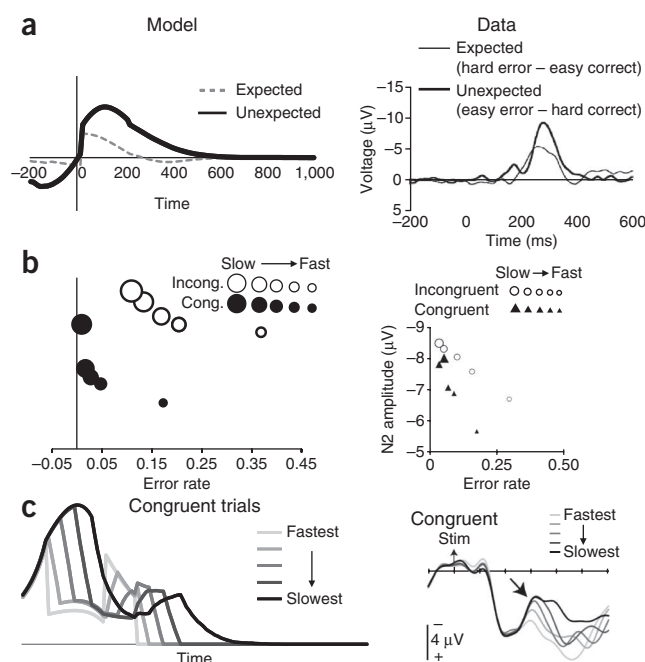 a
Model
Data
Expected
Unexpected
–200
0
200
400
600
800
1,000
Time
Expected
(hard error – easy correct)
Unexpected
(easy error – hard correct)
Voltage (µV)
–15
–10
–5
0
5
–200
0
200
400
600
Time (ms)
b
Slow Fast
Incong.
Cong.
–0.05
0.05
0.15
0.25
0.35
0.45
Error rate
Slow Fast
Incongruent
Congruent
N2 amplitude (µV)
–9
–8
–7
–6
–5
0
0.25
0.50
Error rate
c
Congruent trials
Fastest
Slowest
Time
Congruent
Stim
Fastest
Slowest
–
4 µV
+